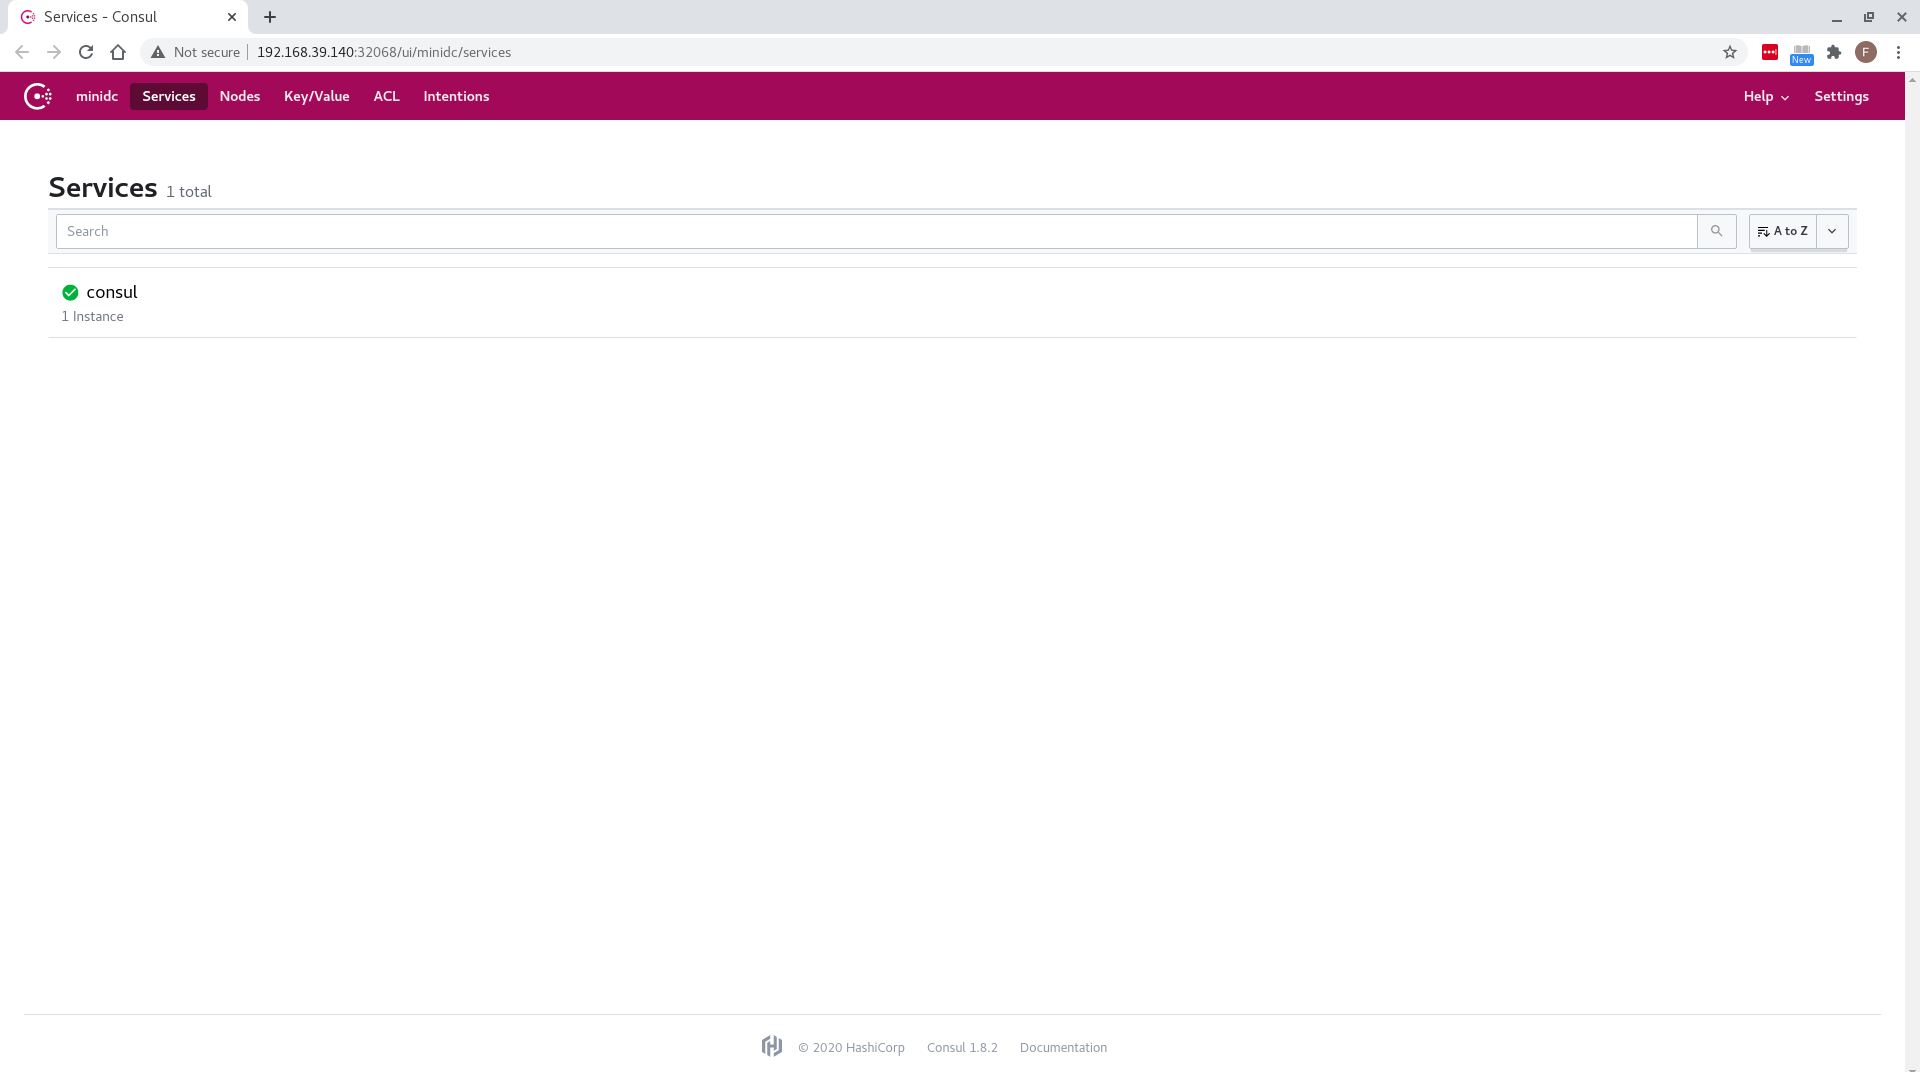 Services - Consul
Not secure 192.168.39.140:32068/ui/minidc/services
New
F
minidc Services Nodes Key/Value ACL Intentions Help Settings
Services 1 total
Search A to Z
consul
1 Instance
© 2020 HashiCorp Consul 1.8.2 Documentation